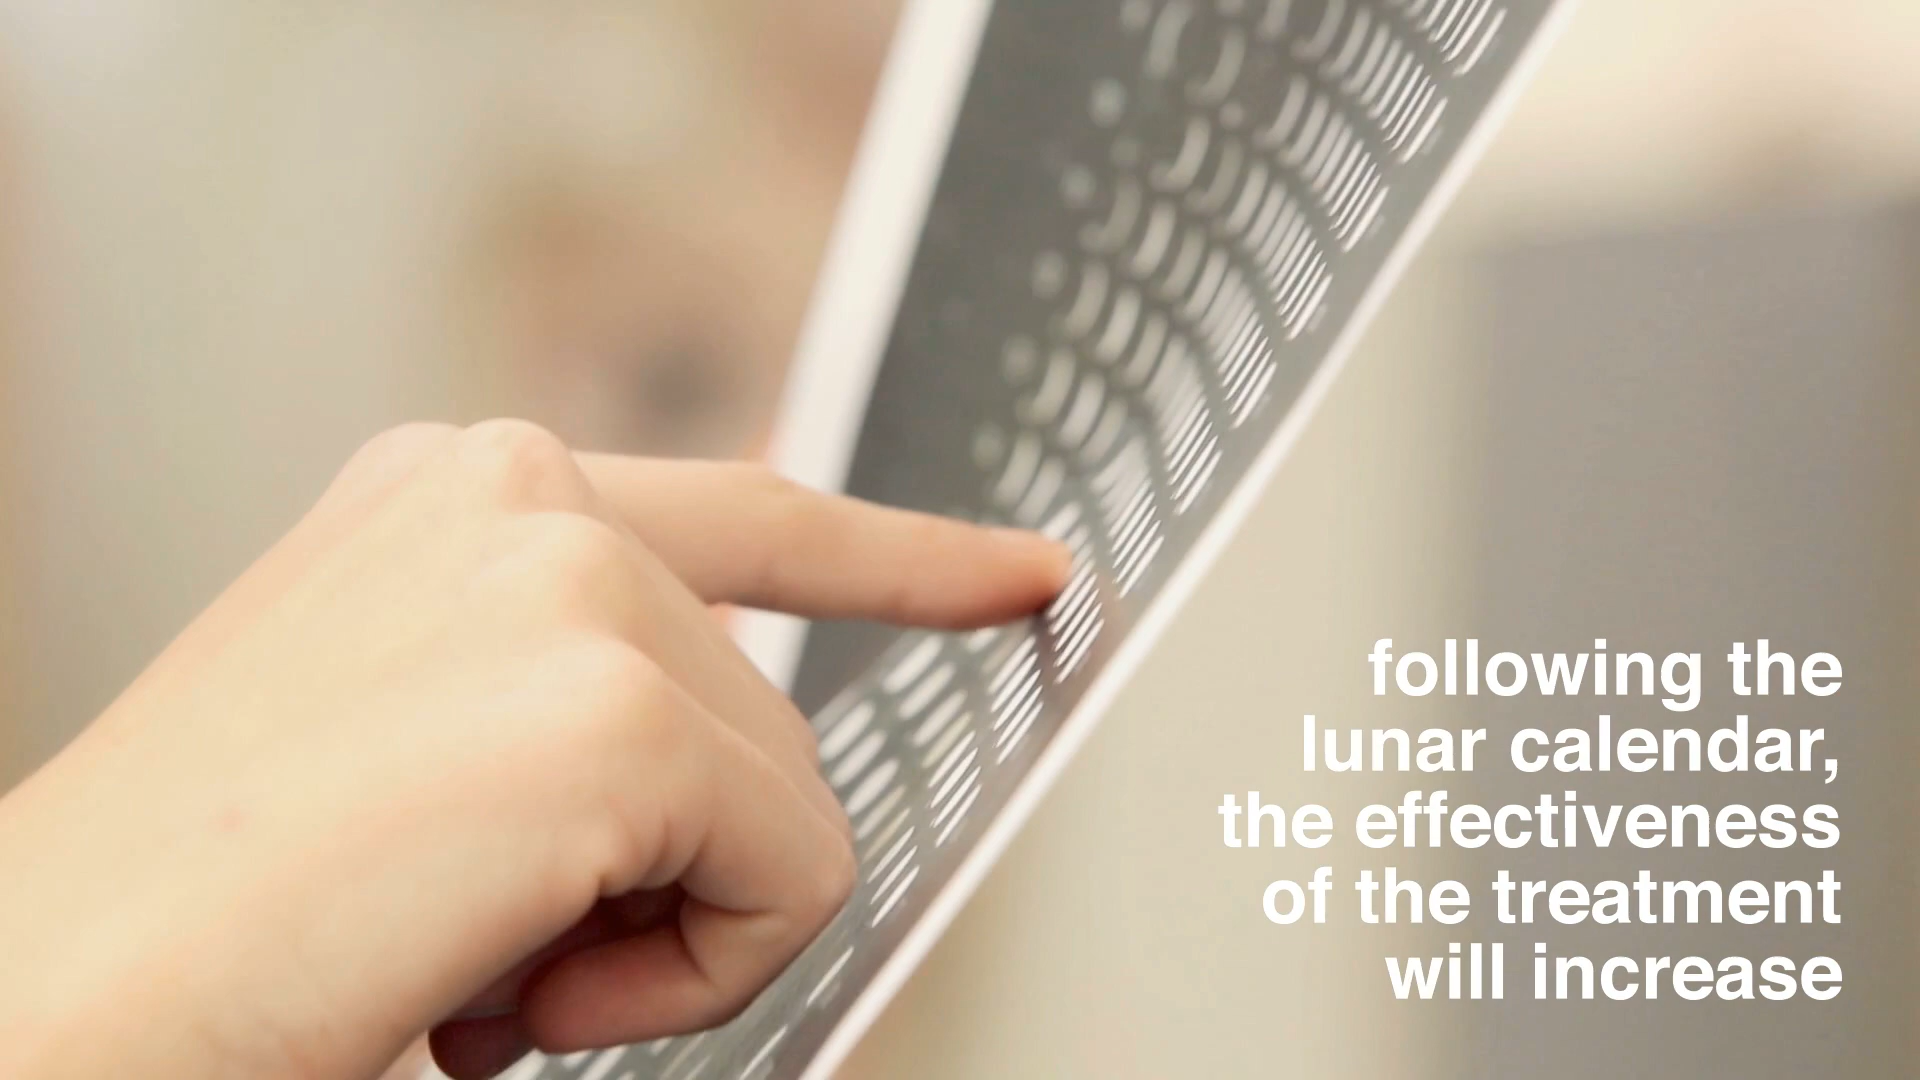 following the
lunar calendar,
the effectiveness
of the treatment
will increase